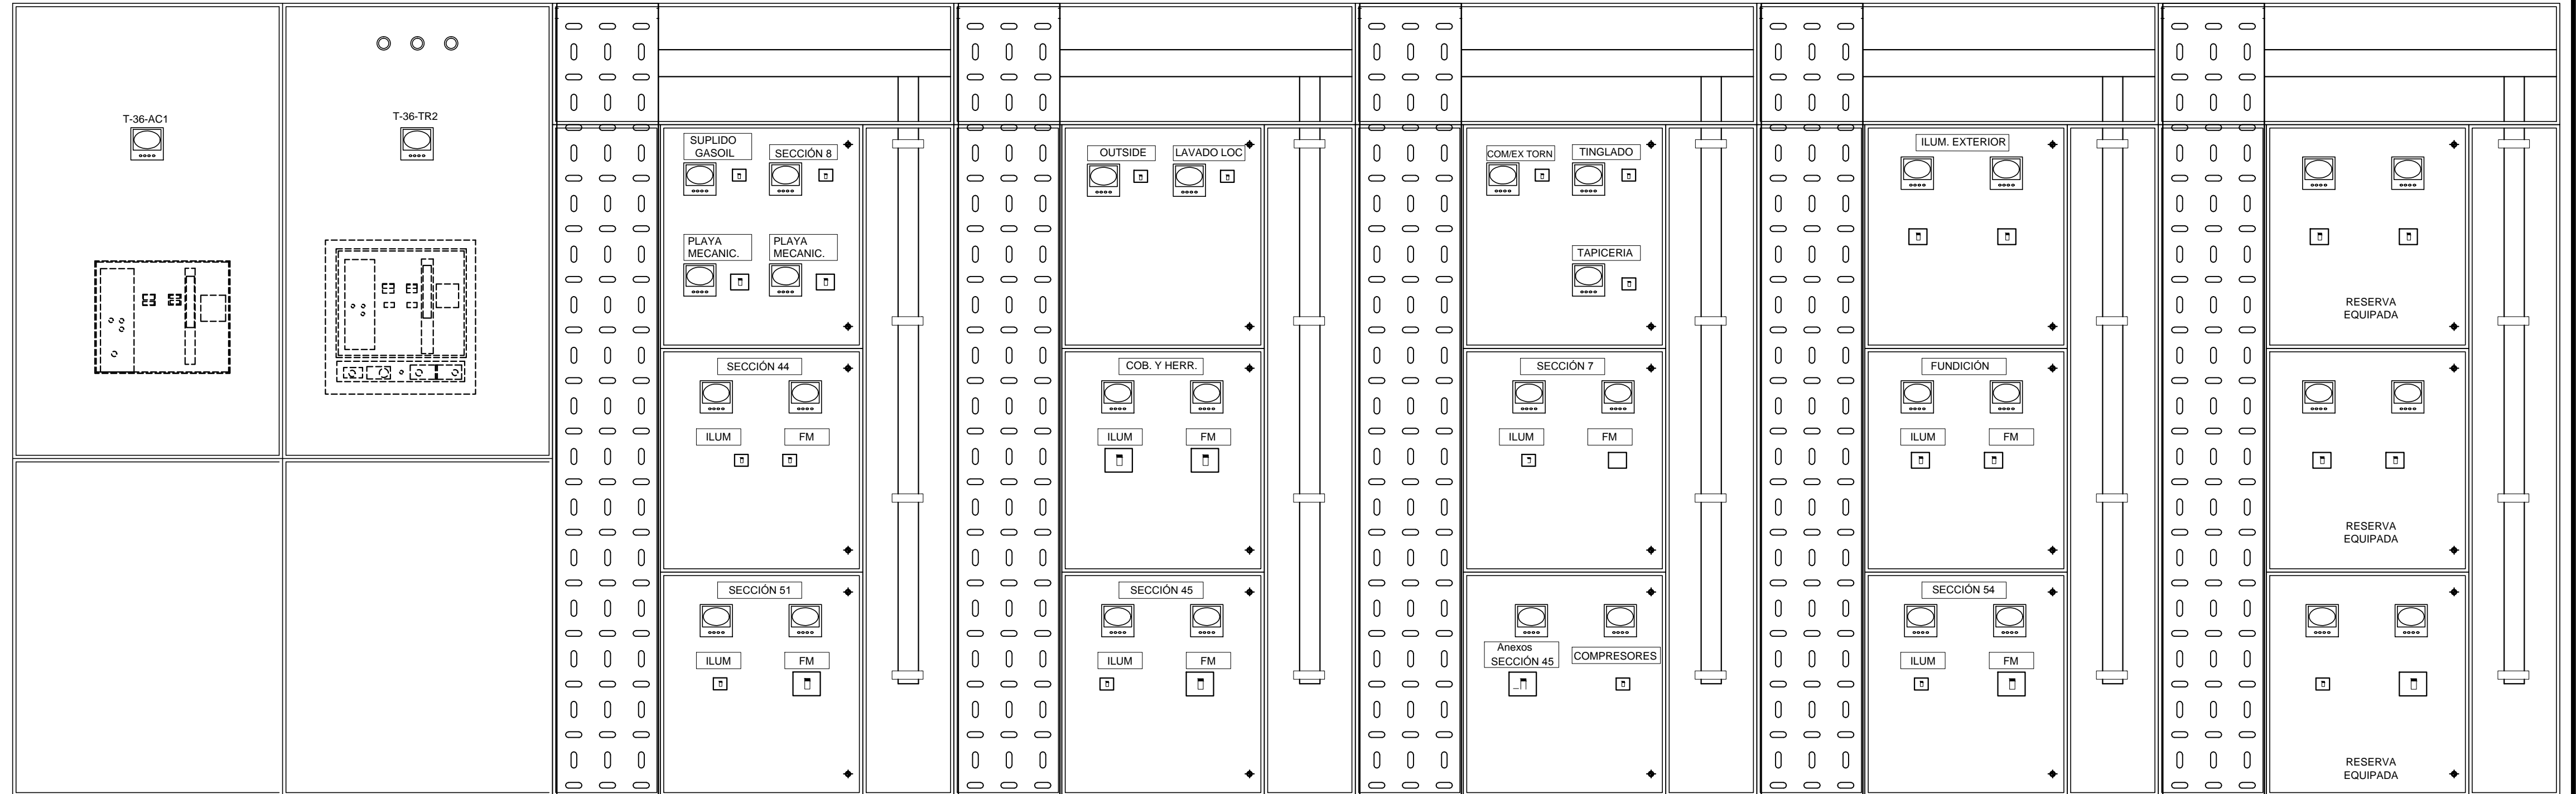 T-36-AC1
T-36-TR2
SUPLIDO
GASOIL
SECCIÓN 8
PLAYA
MECANIC.
PLAYA
MECANIC.
SECCIÓN 44
ILUM
FM
SECCIÓN 51
ILUM
FM
OUTSIDE
LAVADO LOC
COB. Y HERR.
ILUM
FM
SECCIÓN 45
ILUM
FM
COM/EX TORN
TINGLADO
TAPICERIA
SECCIÓN 7
ILUM
FM
Anexos
SECCIÓN 45
COMPRESORES
ILUM. EXTERIOR
FUNDICIÓN
ILUM
FM
SECCIÓN 54
ILUM
FM
RESERVA
EQUIPADA
RESERVA
EQUIPADA
RESERVA
EQUIPADA